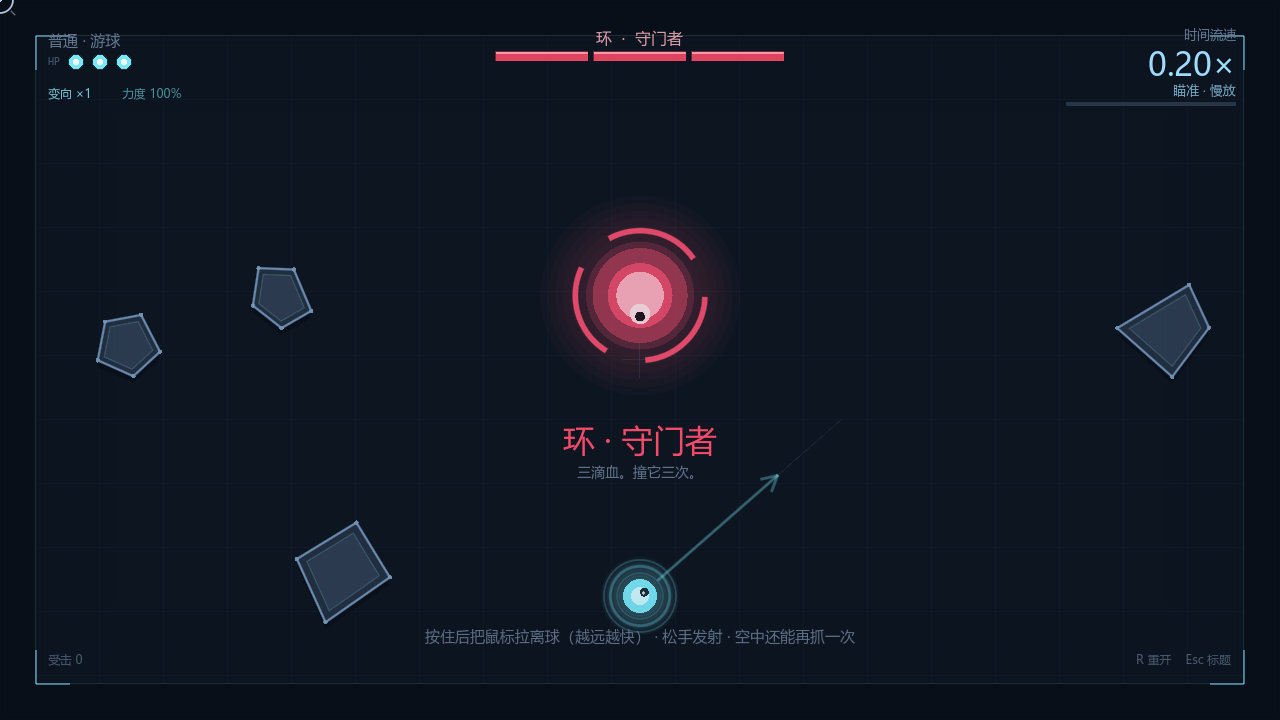 普通 · 游球
HP
变向 ×1 力度 100%
环 · 守门者
时间流速
0.20×
瞄准 · 慢放
环 · 守门者
三滴血。撞它三次。
按住后把鼠标拉离球（越远越快） · 松手发射 · 空中还能再抓一次
受击 0
R 重开 Esc 标题